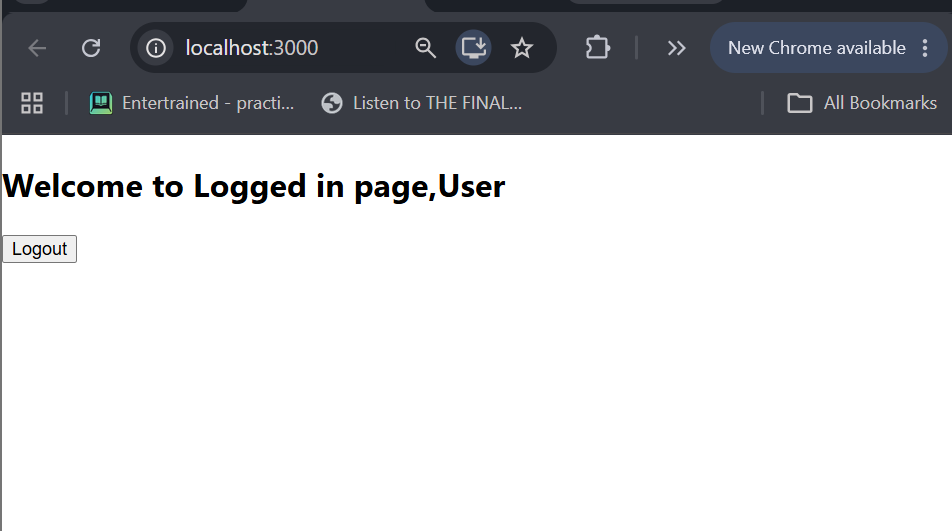 localhost:3000
New Chrome available
Entertrained - practi...
Listen to THE FINAL...
All Bookmarks
Welcome to Logged in page,User
Logout